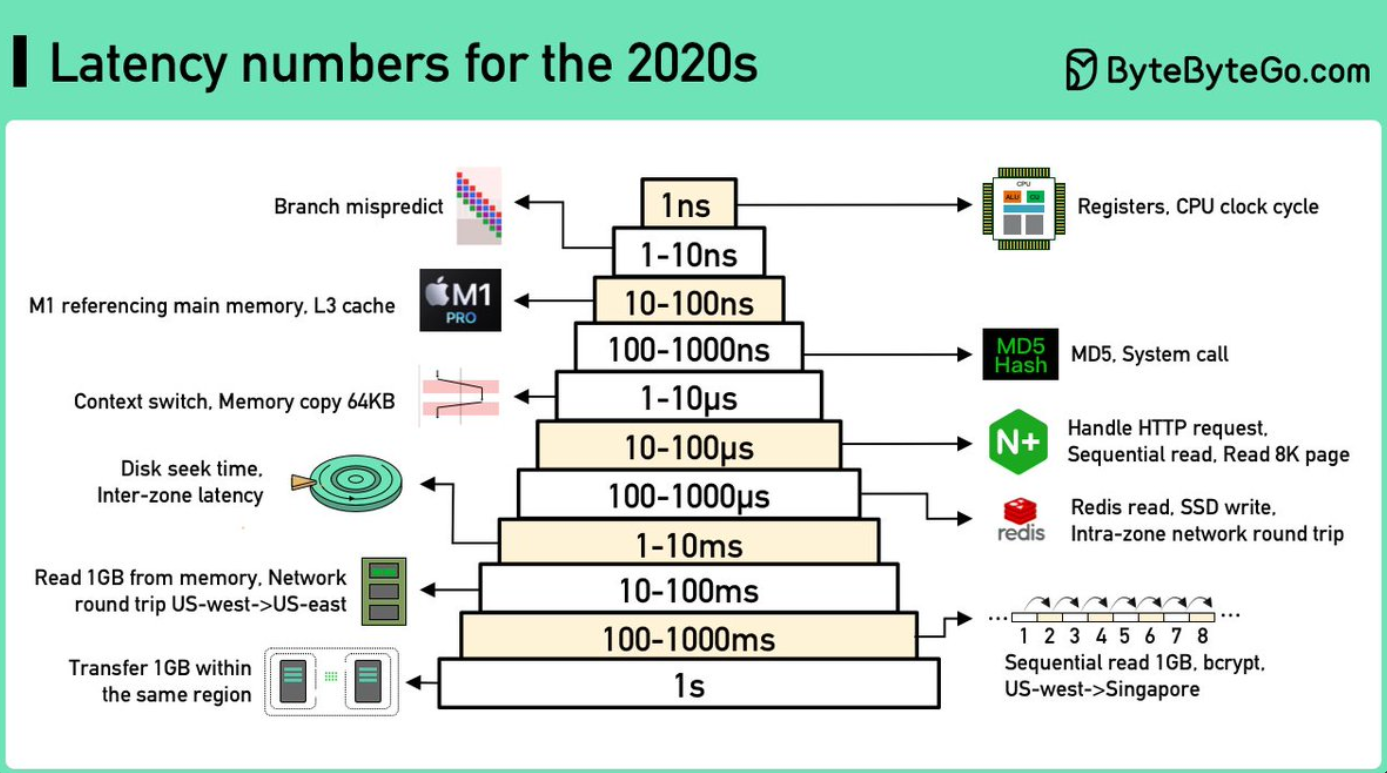 Latency numbers for the 2020s
ByteByteGo.com
1ns
Registers, CPU clock cycle
CPU
ALU
CU
Branch mispredict
1-10ns
M1 referencing main memory, L3 cache
M1
PRO
10-100ns
100-1000ns
MD5
Hash
MD5, System call
Context switch, Memory copy 64KB
1-10µs
10-100µs
N+
Handle HTTP request,
Sequential read, Read 8K page
Disk seek time,
Inter-zone latency
100-1000µs
redis
Redis read, SSD write,
Intra-zone network round trip
1-10ms
Read 1GB from memory, Network
round trip US-west->US-east
10-100ms
100-1000ms
... ...
1 2 3 4 5 6 7 8
Sequential read 1GB, bcrypt,
US-west->Singapore
Transfer 1GB within
the same region
1s